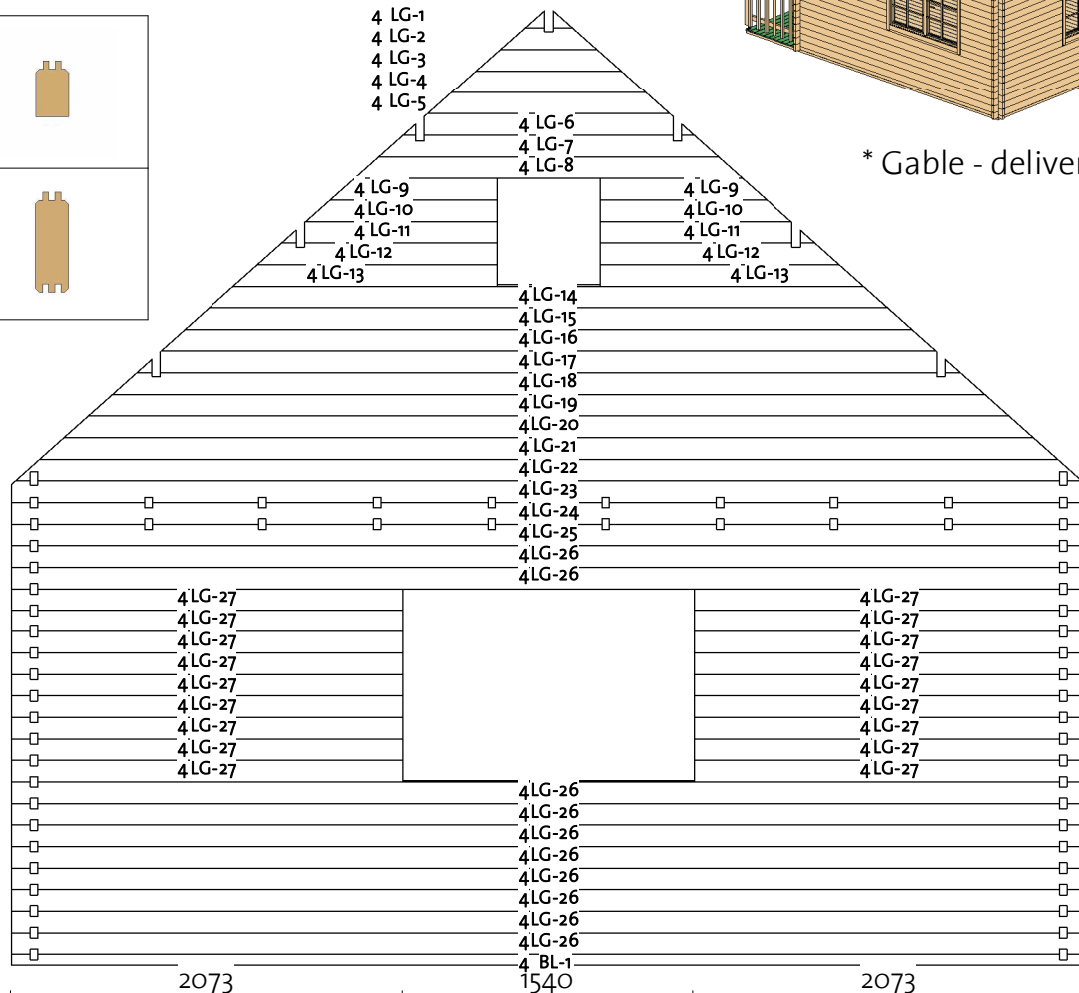 4 LG-1
4 LG-2
4 LG-3
4 LG-4
4 LG-5
4 LG-6
4 LG-7
4 LG-8
* Gable - deliver
4 LG-9 4 LG-9
4 LG-10 4 LG-10
4 LG-11 4 LG-11
4 LG-12 4 LG-12
4 LG-13 4 LG-13
4 LG-14
4 LG-15
4 LG-16
4 LG-17
4 LG-18
4 LG-19
4 LG-20
4 LG-21
4 LG-22
4 LG-23
4 LG-24
4 LG-25
4 LG-26
4 LG-26
4 LG-27 4 LG-27
4 LG-27 4 LG-27
4 LG-27 4 LG-27
4 LG-27 4 LG-27
4 LG-27 4 LG-27
4 LG-27 4 LG-27
4 LG-27 4 LG-27
4 LG-27 4 LG-27
4 LG-27 4 LG-27
4 LG-26
4 LG-26
4 LG-26
4 LG-26
4 LG-26
4 LG-26
4 LG-26
4 LG-26
4 BL-1
2073 1540 2073